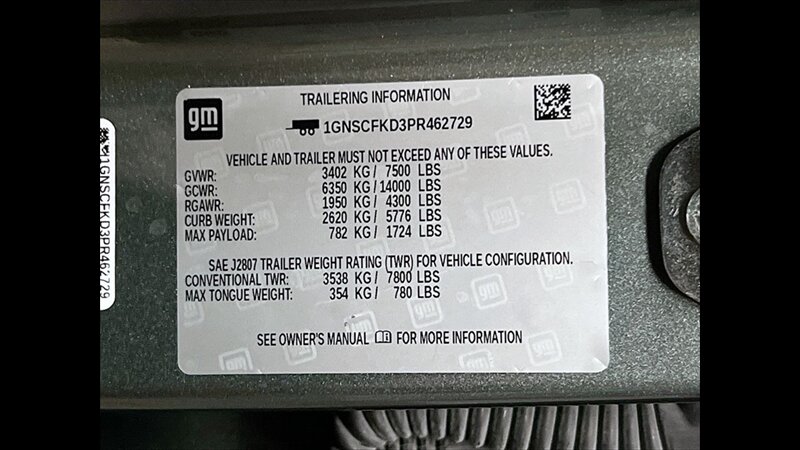 gm
TRAILERING INFORMATION
1GNSCFKD3PR462729
VEHICLE AND TRAILER MUST NOT EXCEED ANY OF THESE VALUES.
GVWR: 3402 KG / 7500 LBS
GCWR: 6350 KG / 14000 LBS
RGAWR: 1950 KG / 4300 LBS
CURB WEIGHT: 2620 KG / 5776 LBS
MAX PAYLOAD: 782 KG / 1724 LBS
SAE J2807 TRAILER WEIGHT RATING (TWR) FOR VEHICLE CONFIGURATION.
CONVENTIONAL TWR: 3538 KG / 7800 LBS
MAX TONGUE WEIGHT: 354 KG / 780 LBS
SEE OWNER'S MANUAL FOR MORE INFORMATION
*1GNSCFKD3PR462729